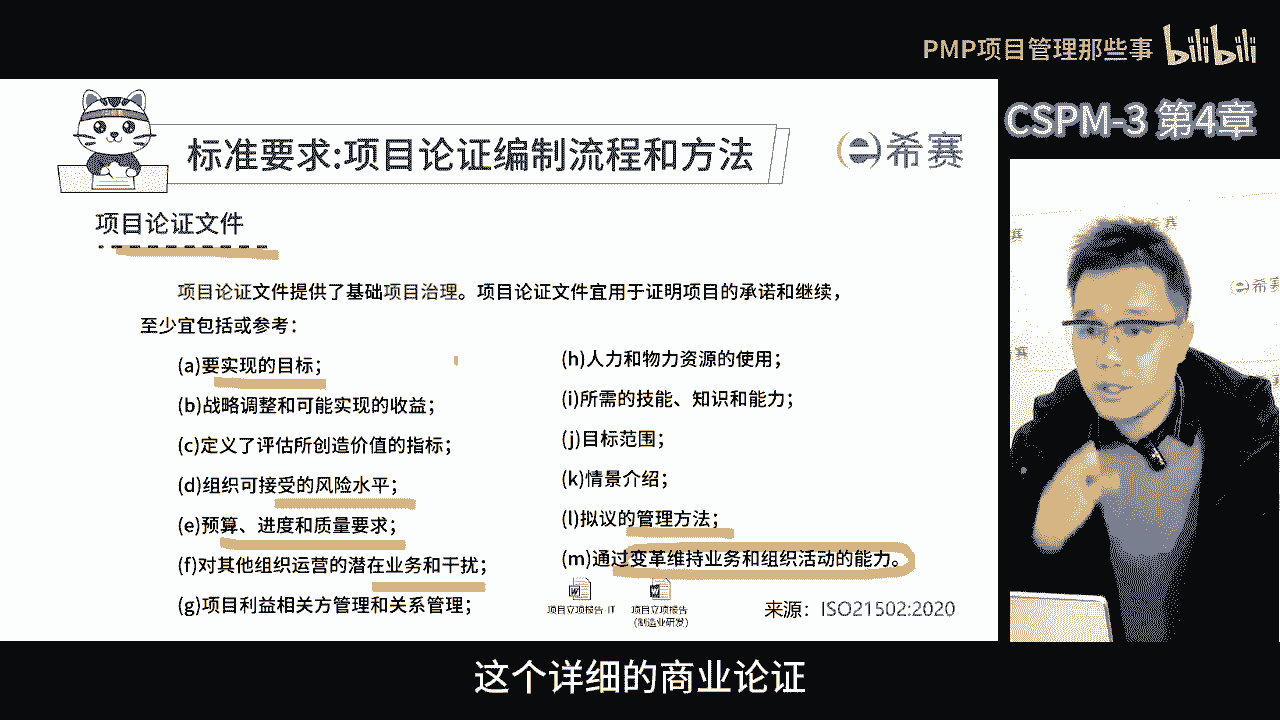 PMP项目管理那些事 bilibili
CSPM-3 第4章
标准要求:项目论证编制流程和方法
希赛
项目论证文件
项目论证文件提供了基础项目治理。项目论证文件宜用于证明项目的承诺和继续，
至少宜包括或参考：
(a)要实现的目标；
(b)战略调整和可能实现的收益；
(c)定义了评估所创造价值的指标；
(d)组织可接受的风险水平；
(e)预算、进度和质量要求；
(f)对其他组织运营的潜在业务和干扰；
(g)项目利益相关方管理和关系管理；
(h)人力和物力资源的使用；
(i)所需的技能、知识和能力；
(j)目标范围；
(k)情景介绍；
(l)拟议的管理方法；
(m)通过变革维持业务和组织活动的能力。
项目立项报告-IT
项目立项报告
(制造业研发)
来源：ISO21502:2020
希赛
这个详细的商业论证